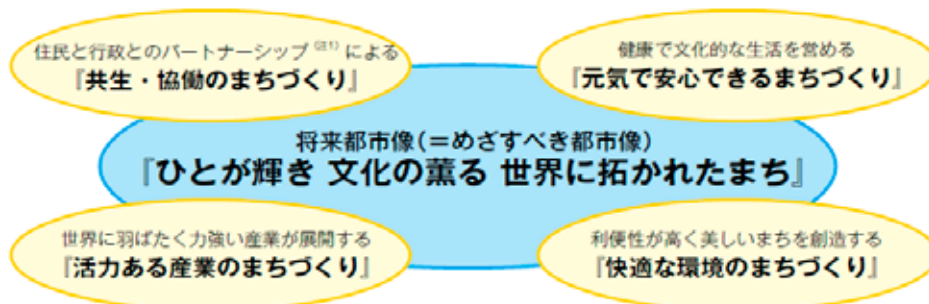 住民と行政とのパートナーシップ(注1)による
『共生・協働のまちづくり』
健康で文化的な生活を営める
『元気で安心できるまちづくり』
将来都市像(=めざすべき都市像)
『ひとが輝き 文化の薫る 世界に拓かれたまち』
世界に羽ばたく力強い産業が展開する
『活力ある産業のまちづくり』
利便性が高く美しいまちを創造する
『快適な環境のまちづくり』